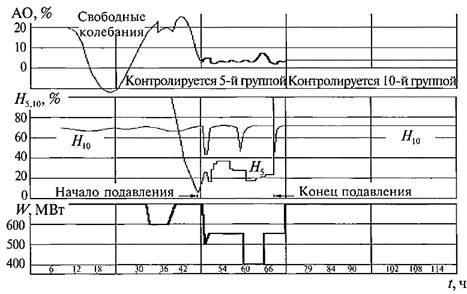 АО, %
Свободные
колебания
20
10
0
Контролируется 5-й группой
Контролируется 10-й группой
H5,10, %
80
60
40
20
0
H10
H5
H10
Начало подавления
Конец подавления
W, МВт
600
500
400
6 12 18 30 36 42 48 54 66 79 84 90 102 108 114
t, ч